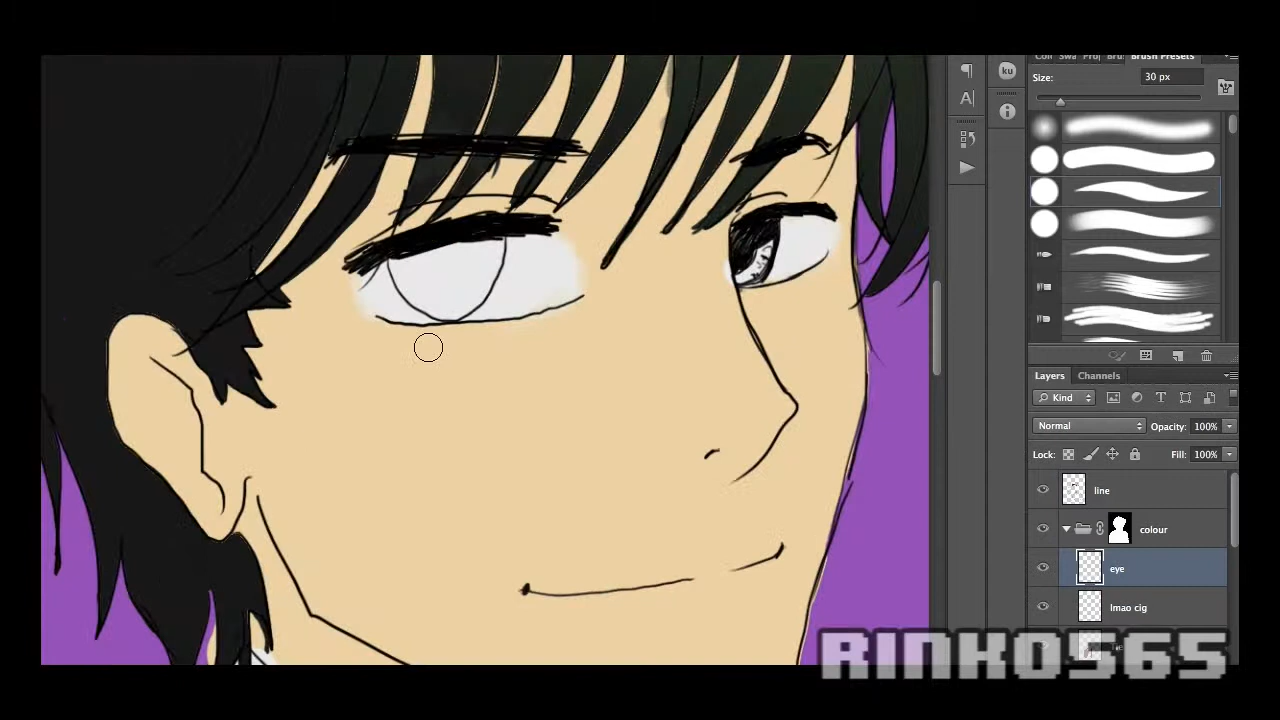 Brush Presets
Size:
30 px
ku
Layers
Channels
Kind
Normal
Opacity:
100%
Lock:
Fill:
100%
line
colour
eye
lmao cig
RINKO565